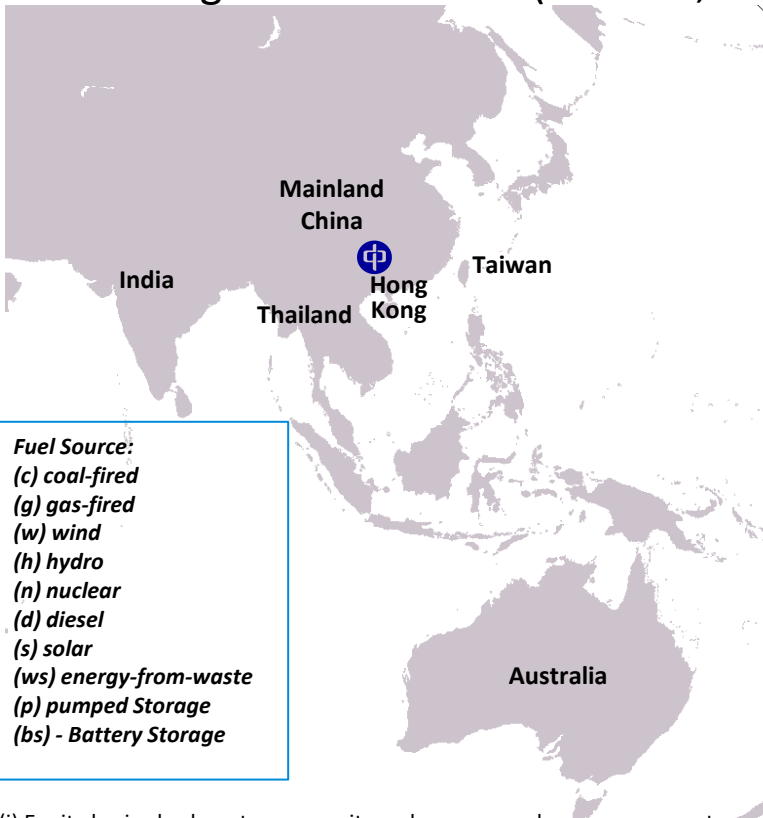 Mainland
China
India
Hong
Kong
Taiwan
Thailand
Fuel Source:
(c) coal-fired
(g) gas-fired
(w) wind
(h) hydro
(n) nuclear
(d) diesel
(s) solar
(ws) energy-from-waste
(p) pumped Storage
(bs) - Battery Storage
Australia